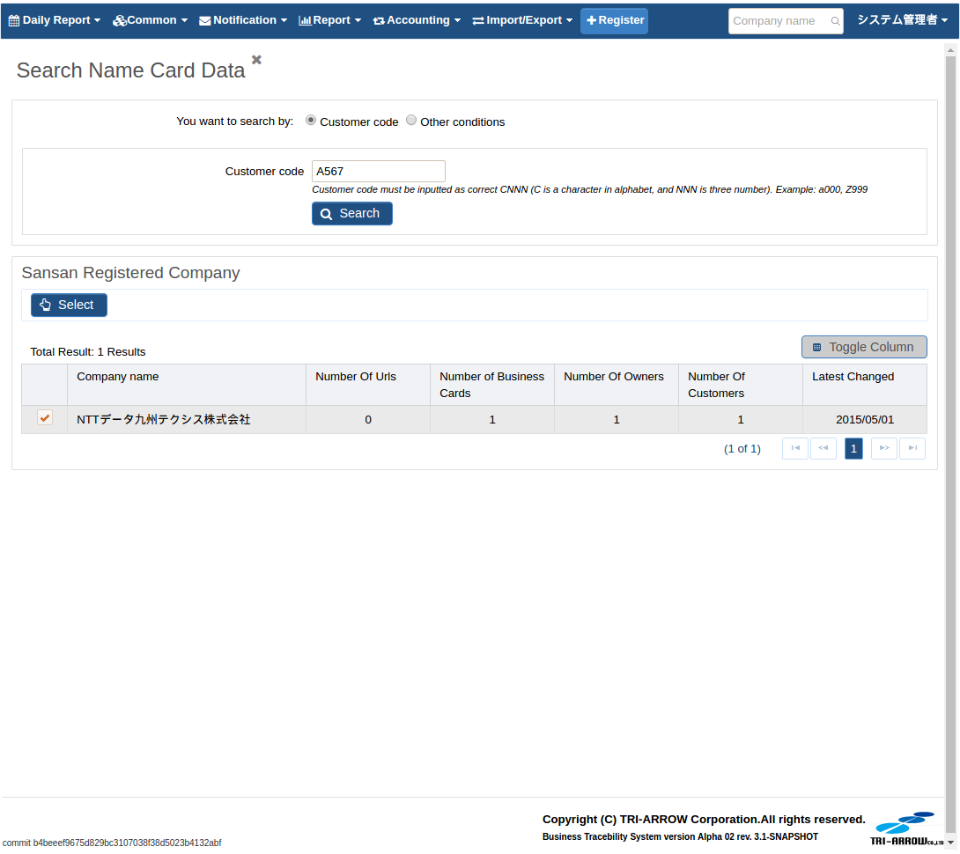 Daily Report Common Notification Report Accounting Import/Export Register Company name システム管理者
Search Name Card Data
You want to search by: Customer code Other conditions
Customer code A567
Customer code must be inputted as correct CNNN (C is a character in alphabet, and NNN is three number). Example: a000, Z999
Search
Sansan Registered Company
Select
Total Result: 1 Results
Toggle Column
Company name Number Of Urls Number of Business Cards Number Of Owners Number Of Customers Latest Changed
NTTデータ九州テクシス株式会社 0 1 1 1 2015/05/01
(1 of 1) 1
Copyright (C) TRI-ARROW Corporation.All rights reserved.
Business Tracebility System version Alpha 02 rev. 3.1-SNAPSHOT
TRI-ARROW CO.,LTD
commit b4beeef9675d829bc3107038f38d5023b4132abf